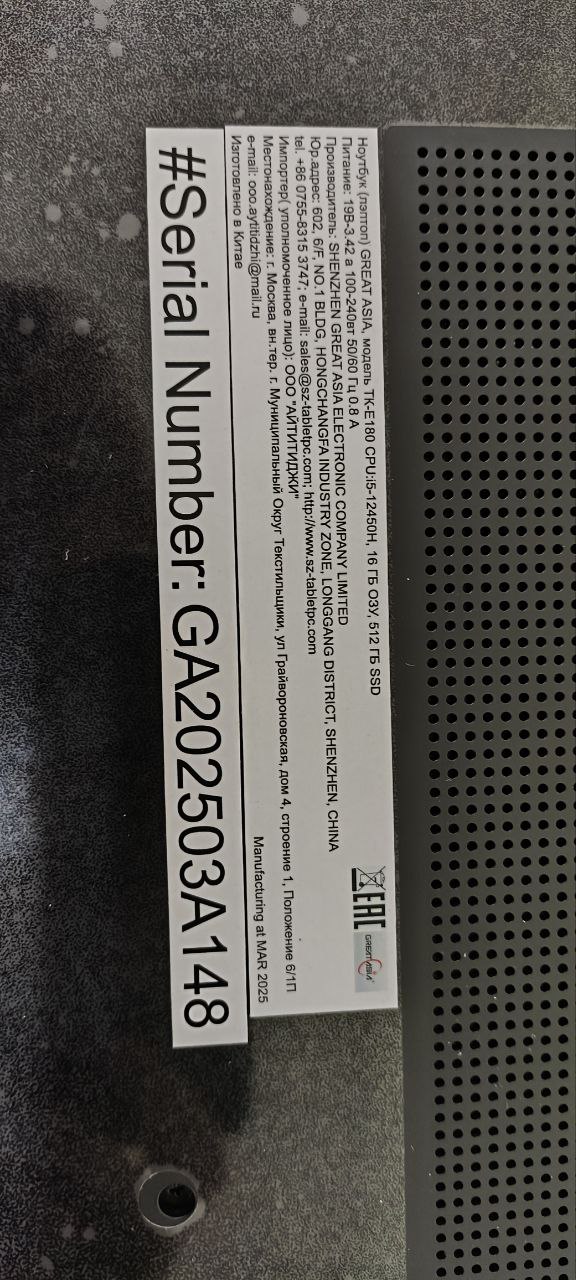 Ноутбук (лэптоп) GREAT ASIA, модель TK-E180 CPU:i5-12450H, 16 ГБ ОЗУ, 512 ГБ SSD
Питание: 19В-3.42 а 100-240вт 50/60 Гц 0,8 А
Производитель: SHENZHEN GREAT ASIA ELECTRONIC COMPANY LIMITED
Юр.адрес: 602, 6/F, NO.1 BLDG, HONGCHANGFA INDUSTRY ZONE, LONGGANG DISTRICT, SHENZHEN, CHINA
tel. +86 0755-8315 3747; e-mail: sales@sz-tabletpc.com; http://www.sz-tabletpc.com
Импортер( уполномоченное лицо): ООО "АЙТИТИДЖИ"
Местонахождение: г. Москва, вн.тер. г. Муниципальный Округ Текстильщики, ул Грайвороновская, дом 4, строение 1, Положение 6/1П
e-mail: ooo.aytitidzhi@mail.ru
Изготовлено в Китае
Manufacturing at MAR 2025
EAC
GREAT ASIA
#Serial Number: GA202503A148